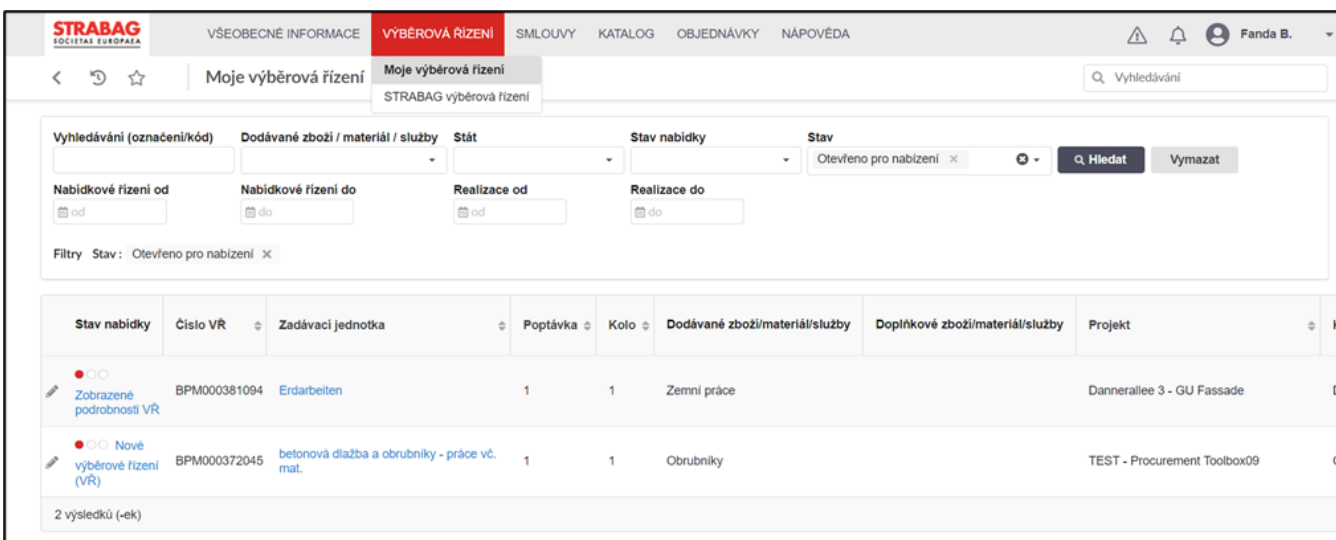 STRABAG
SOCIETAS EUROPAEA
VŠEOBECNÉ INFORMACE VÝBĚROVÁ ŘÍZENÍ SMLOUVY KATALOG OBJEDNÁVKY NÁPOVĚDA Fanda B.
Moje výběrová řízení
Moje výběrová řízení
STRABAG výběrová řízení
Vyhledávání
Vyhledávání (označení/kód) Dodávané zboží / materiál / služby Stát Stav nabídky Stav
Otevřeno pro nabízení × Hledat Vymazat
Nabídkové řízení od Nabídkové řízení do Realizace od Realizace do
od do od do
Filtry Stav : Otevřeno pro nabízení ×
Stav nabídky Číslo VŘ Zadávací jednotka Poptávka Kolo Dodávané zboží/materiál/služby Doplňkové zboží/materiál/služby Projekt
Zobrazené
podrobnosti VŘ
BPM000381094 Erdarbeiten 1 1 Zemní práce Dannerallee 3 - GU Fassade
Nové
výběrové řízení
(VŘ)
BPM000372045 betonová dlažba a obrubníky - práce vč.
mat.
1 1 Obrubníky TEST - Procurement Toolbox09
2 výsledků (-ek)